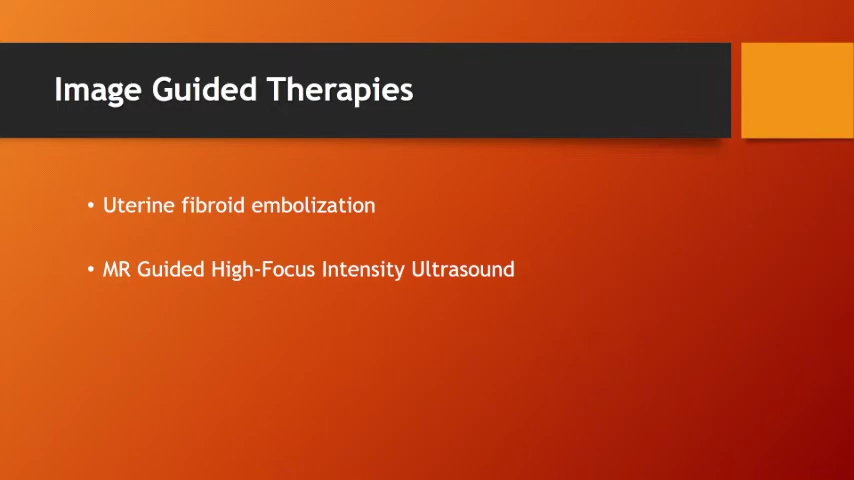 Image Guided Therapies
• Uterine fibroid embolization
• MR Guided High-Focus Intensity Ultrasound